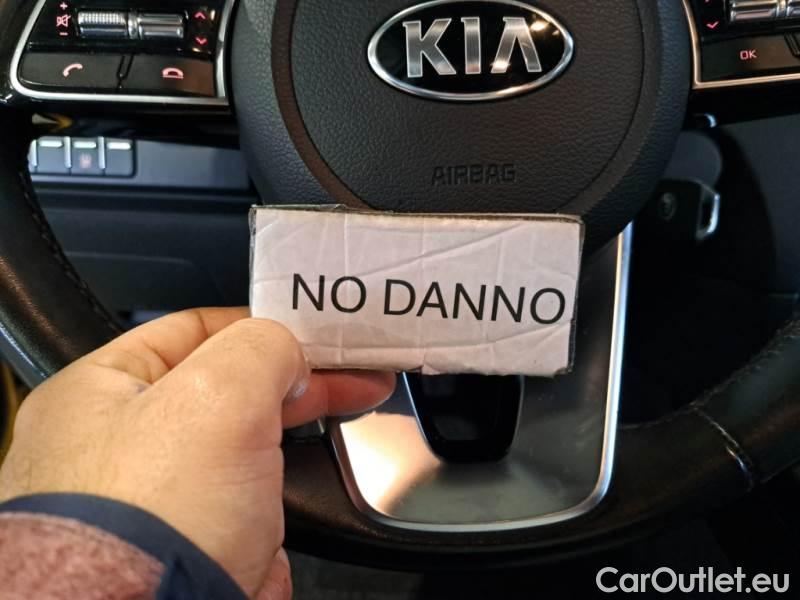 KIA
OK
AIRBAG
NO DANNO
CarOutlet.eu